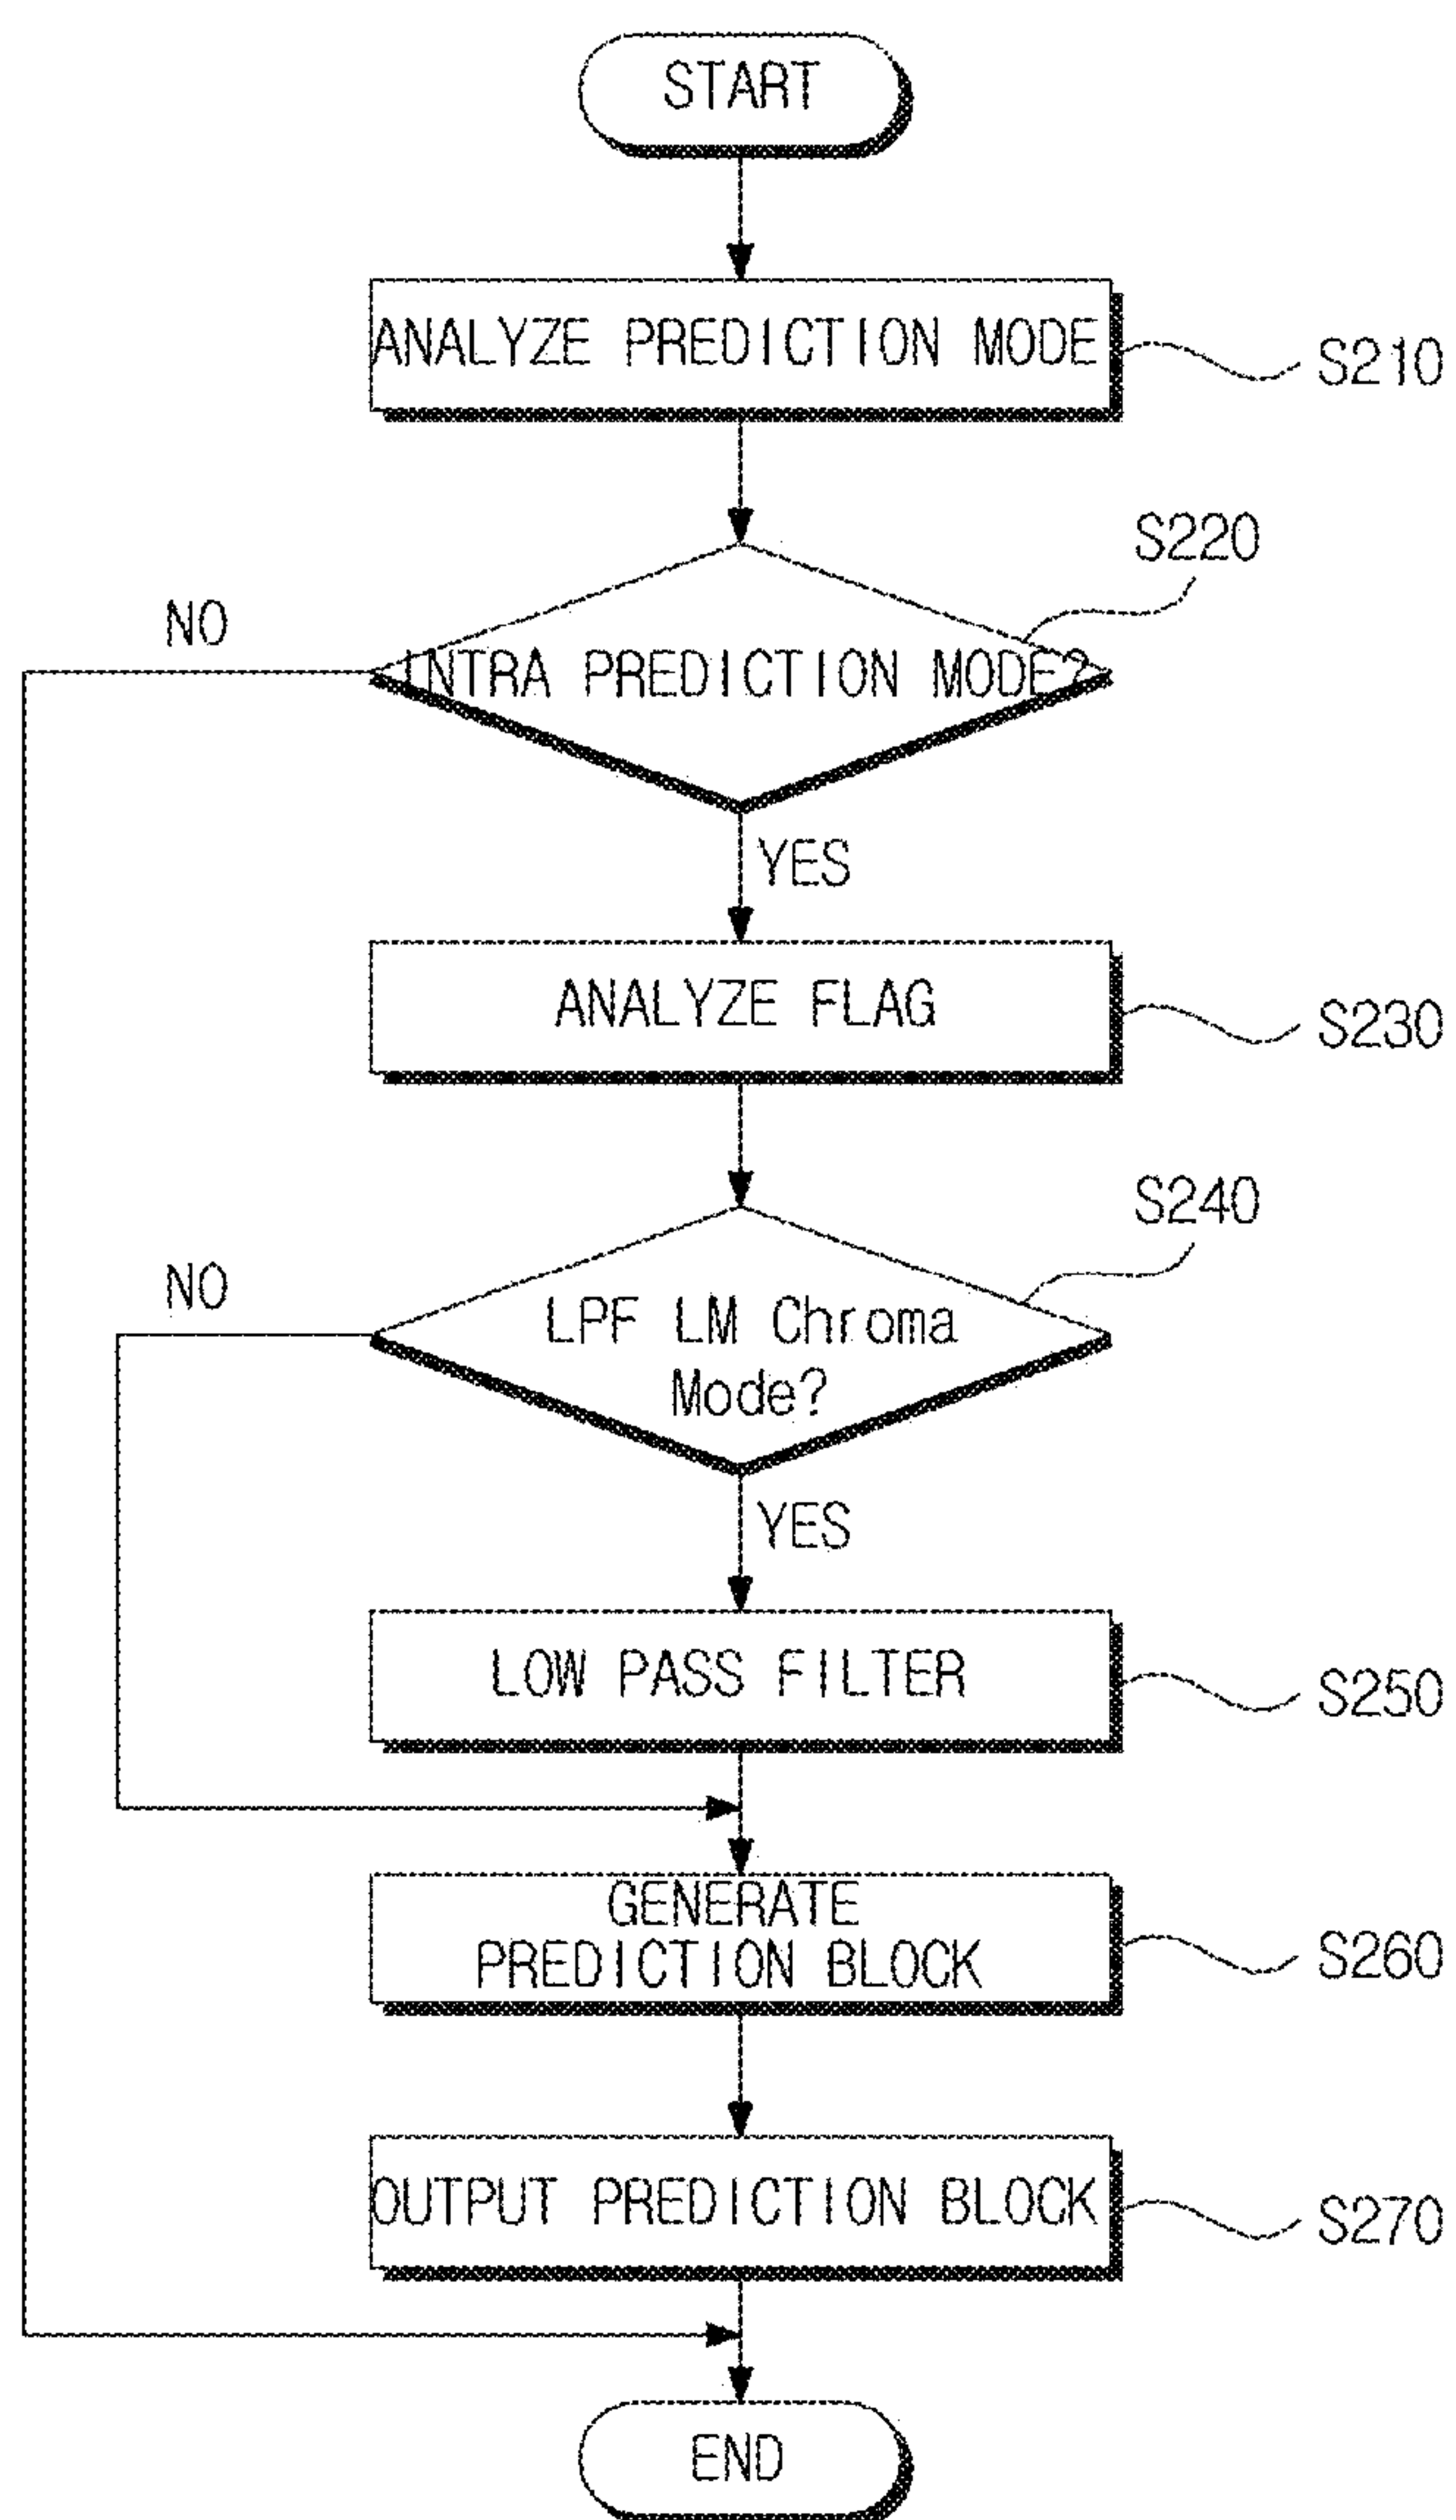 START
ANALYZE PREDICTION MODE
S210
S220
NO
INTRA PREDICTION MODE?
YES
ANALYZE FLAG
S230
S240
NO
LPF LM Chroma
Mode?
YES
LOW PASS FILTER
S250
GENERATE
PREDICTION BLOCK
S260
OUTPUT PREDICTION BLOCK
S270
END